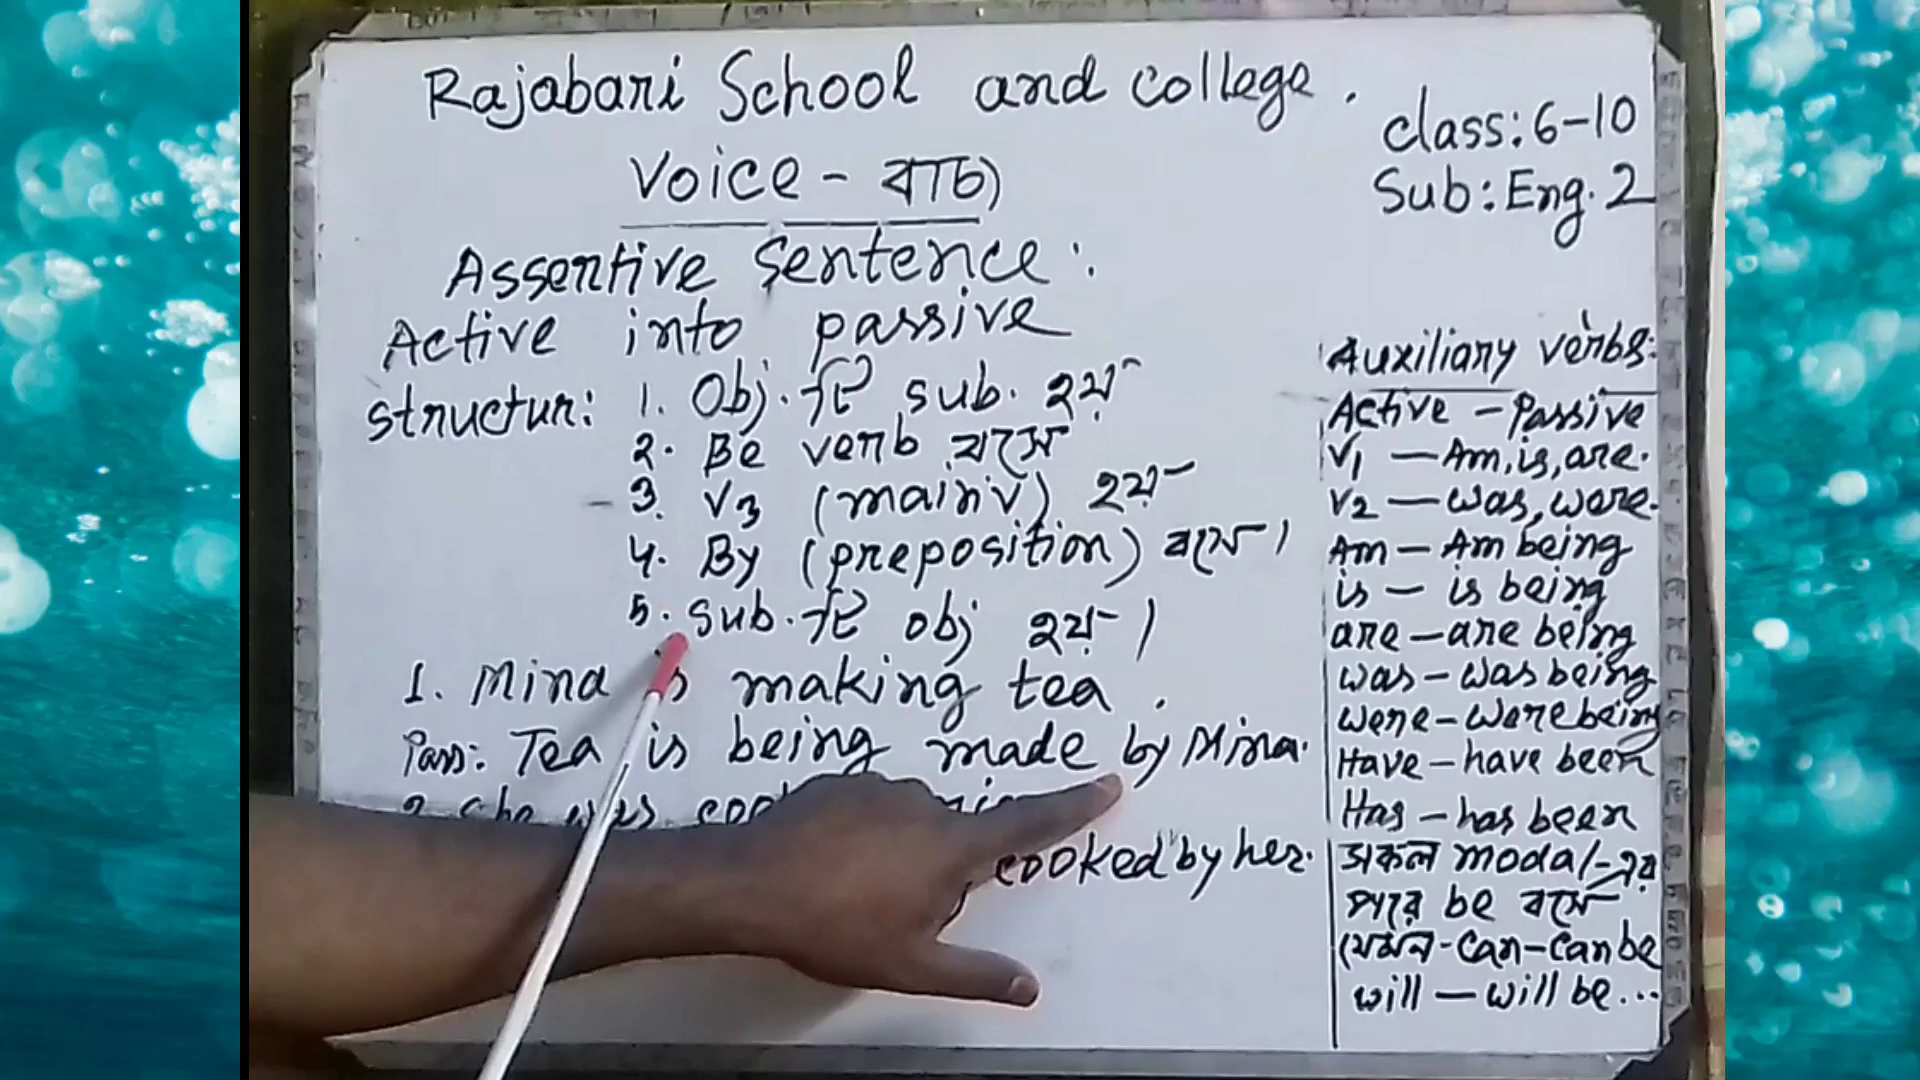 Rajabari School and college.
class: 6-10
Sub: Eng. 2
Voice - বাচ্য
Assertive sentence:
Active into passive
structur: 1. Obj. টি sub. হয়
2. Be verb বসে
3. V3 (main v) হয়
4. By (preposition) বসে।
5. sub. টি obj হয়।
1. Mina is making tea.
Pass: Tea is being made by Mina.
2. She was
cooked by her.
Auxiliary verbs:
Active - Passive
V1 - Am, is, are.
V2 - was, were.
Am - Am being
is - is being
are - are being
was - was being
were - were being
Have - have been
Has - has been
সকল modal-এর
পরে be বসে
যেমন - can - can be
will - will be...